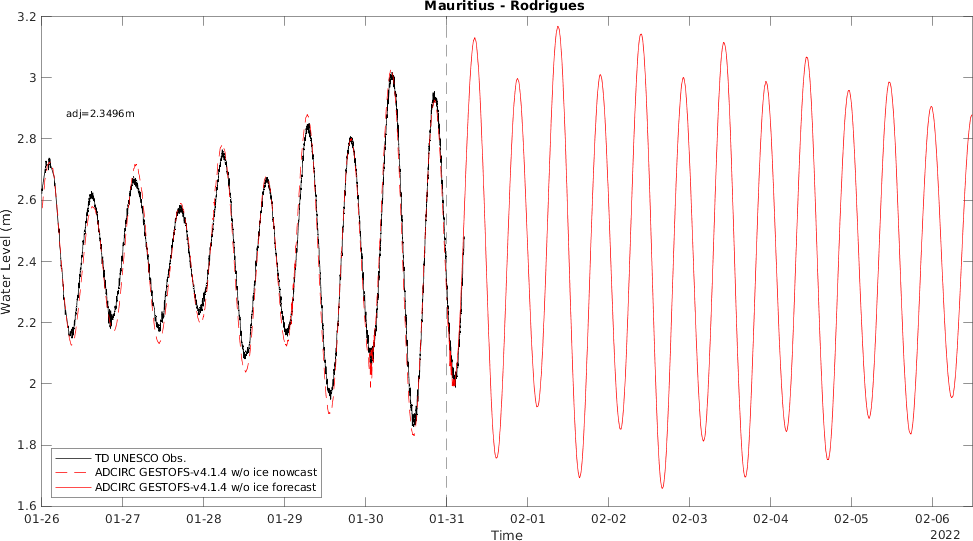 Mauritius - Rodrigues
3.2
3
2.8
2.6
2.4
2.2
2
1.8
1.6
Water Level (m)
adj=2.3496m
TD UNESCO Obs.
ADCIRC GESTOFS-v4.1.4 w/o ice nowcast
ADCIRC GESTOFS-v4.1.4 w/o ice forecast
01-26 01-27 01-28 01-29 01-30 01-31 02-01 02-02 02-03 02-04 02-05 02-06
2022
Time